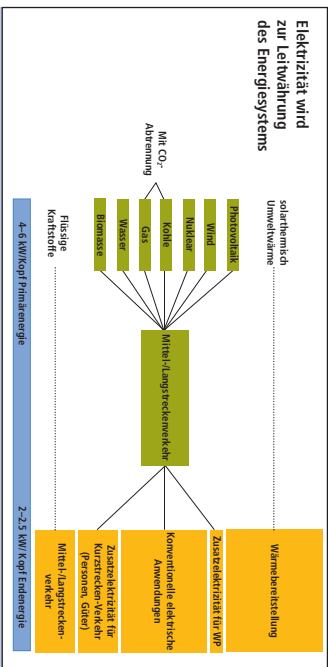 Elektrizität wird
zur Leitwährung
des Energiesystems
solarthermisch
Umweltwärme
Photovoltaik
Wind
Nuklear
Kohle
Gas
Wasser
Biomasse
Mit CO₂-
Abtrennung
Flüssige
Kraftstoffe
4–6 kW/Kopf Primärenergie
Mittel-/Langstreckenverkehr
Wärmebereitstellung
Zusatzelektrizität für WP
Konventionelle elektrische
Anwendungen
Zusatzelektrizität für
Kurzstrecken-Verkehr
(Personen, Güter)
Mittel-/Langstrecken-
verkehr
2–2.5 kW/ Kopf Endenergie